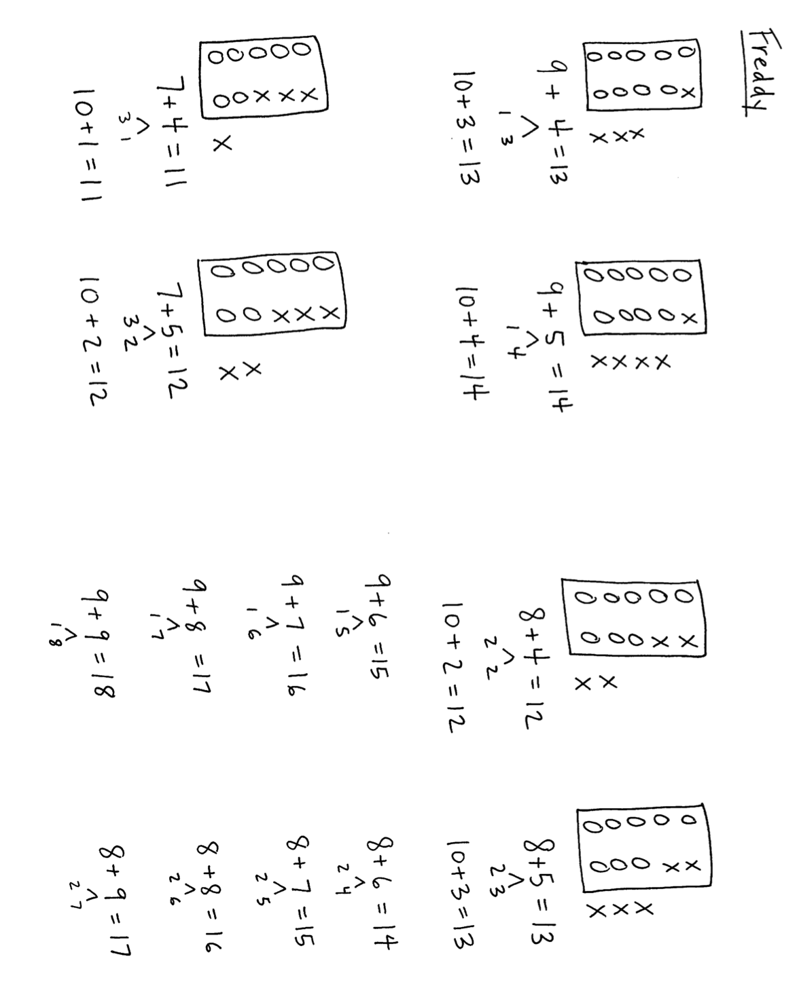 Freddy
9 + 4 = 13
1 3
10 + 3 = 13
9 + 5 = 14
1 4
10 + 4 = 14
7 + 4 = 11
3 1
10 + 1 = 11
7 + 5 = 12
3 2
10 + 2 = 12
8 + 4 = 12
2 2
10 + 2 = 12
8 + 5 = 13
2 3
10 + 3 = 13
9 + 6 = 15
1 5
8 + 6 = 14
2 4
9 + 7 = 16
1 6
8 + 7 = 15
2 5
9 + 8 = 17
1 7
8 + 8 = 16
2 6
9 + 9 = 18
1 8
8 + 9 = 17
2 7